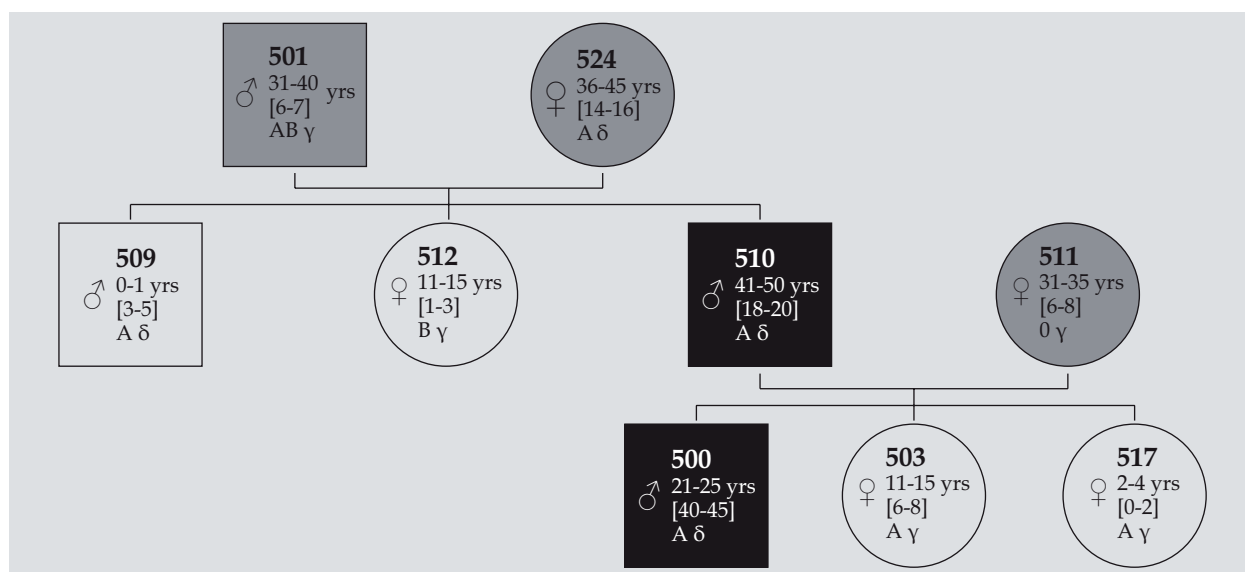 501
♂ 31-40 yrs
[6-7]
AB γ
524
♀ 36-45 yrs
[14-16]
A δ
509
♂ 0-1 yrs
[3-5]
A δ
512
♀ 11-15 yrs
[1-3]
B γ
510
♂ 41-50 yrs
[18-20]
A δ
511
♀ 31-35 yrs
[6-8]
0 γ
500
♂ 21-25 yrs
[40-45]
A δ
503
♀ 11-15 yrs
[6-8]
A γ
517
♀ 2-4 yrs
[0-2]
A γ